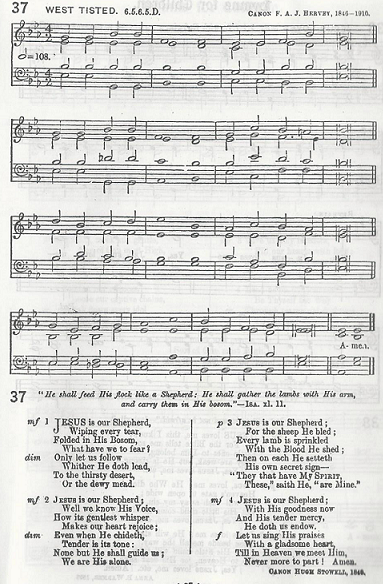 37 WEST TISTED. 6.5.6.5.D. CANON F. A. J. HERVEY, 1846–1910.
=108.
A- men.
37 "He shall feed His flock like a Shepherd: He shall gather the lambs with His arm,
and carry them in His bosom."—ISA. xl. 11.
mf 1 JESUS is our Shepherd,
Wiping every tear,
Folded in His Bosom,
What have we to fear?
dim Only let us follow
Whither He doth lead,
To the thirsty desert,
Or the dewy mead.
mf 2 JESUS is our Shepherd;
Well we know His Voice,
How its gentlest whisper
Makes our heart rejoice;
dim Even when He chideth,
Tender is its tone:
None but He shall guide us;
We are His alone.
p 3 JESUS is our Shepherd;
For the sheep He bled;
Every lamb is sprinkled
With the Blood He shed;
Then on each He setteth
His own secret sign—
"They that have My SPIRIT,
These," saith He, "are Mine."
mf 4 JESUS is our Shepherd;
With His goodness now
And His tender mercy,
He doth us endow.
f Let us sing His praises
With a gladsome heart,
Till in Heaven we meet Him,
Never more to part! Amen.
CANON HUGH STOWELL, 1849.